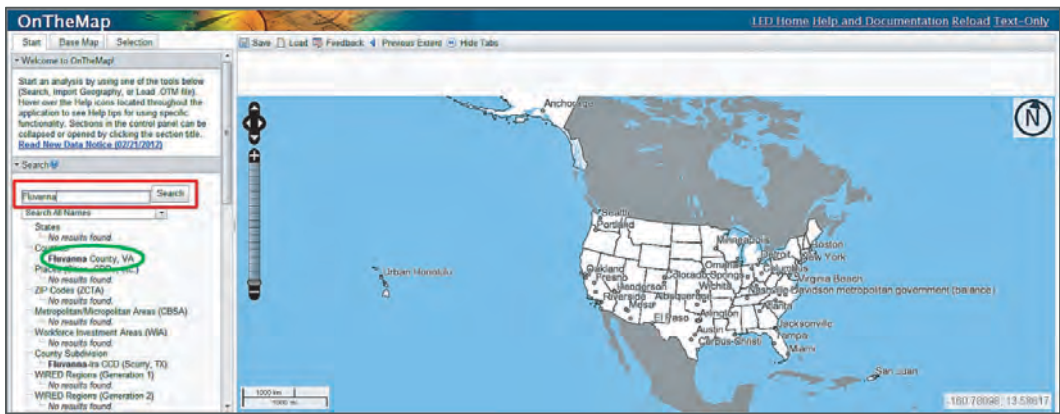 OnTheMap
LED Home Help and Documentation Reload Text-Only
Start Base Map Selection
Save Load Feedback Previous Extent Hide Tabs
Welcome to OnTheMap!
Start an analysis by using one of the tools below
(Search, Import Geography, or Load .OTM file).
Hover over the Help icons located throughout the
application to see Help tips for using specific
functionality. Sections in the control panel can be
collapsed or opened by clicking the section title.
Read New Data Notice (02/21/2012)
Search
Fluvanna Search
Search All Names
States
No results found.
Fluvanna County, VA
No results found.
ZIP Codes (ZCTA)
No results found.
Metropolitan/Micropolitan Areas (CBSA)
No results found.
Workforce Investment Areas (WIA)
No results found.
County Subdivision
Fluvanna-Ira CCD (Scurry, TX)
WIRED Regions (Generation 1)
No results found.
WIRED Regions (Generation 2)
No results found.
Anchorage
N
Seattle
Portland
Minneapolis
Boston
Detroit
New York
Omaha
Columbus
Oakland
Fresno
Colorado Springs
Virginia Beach
Urban Honolulu
Henderson
Wichita
Nashville-Davidson metropolitan government (balance)
Riverside
Albuquerque
Mesa
Atlanta
El Paso
Arlington
Jacksonville
Austin
Tampa
Corpus Christi
Miami
San Juan
1000 km
1000 mi
-160.78098, 13.58617